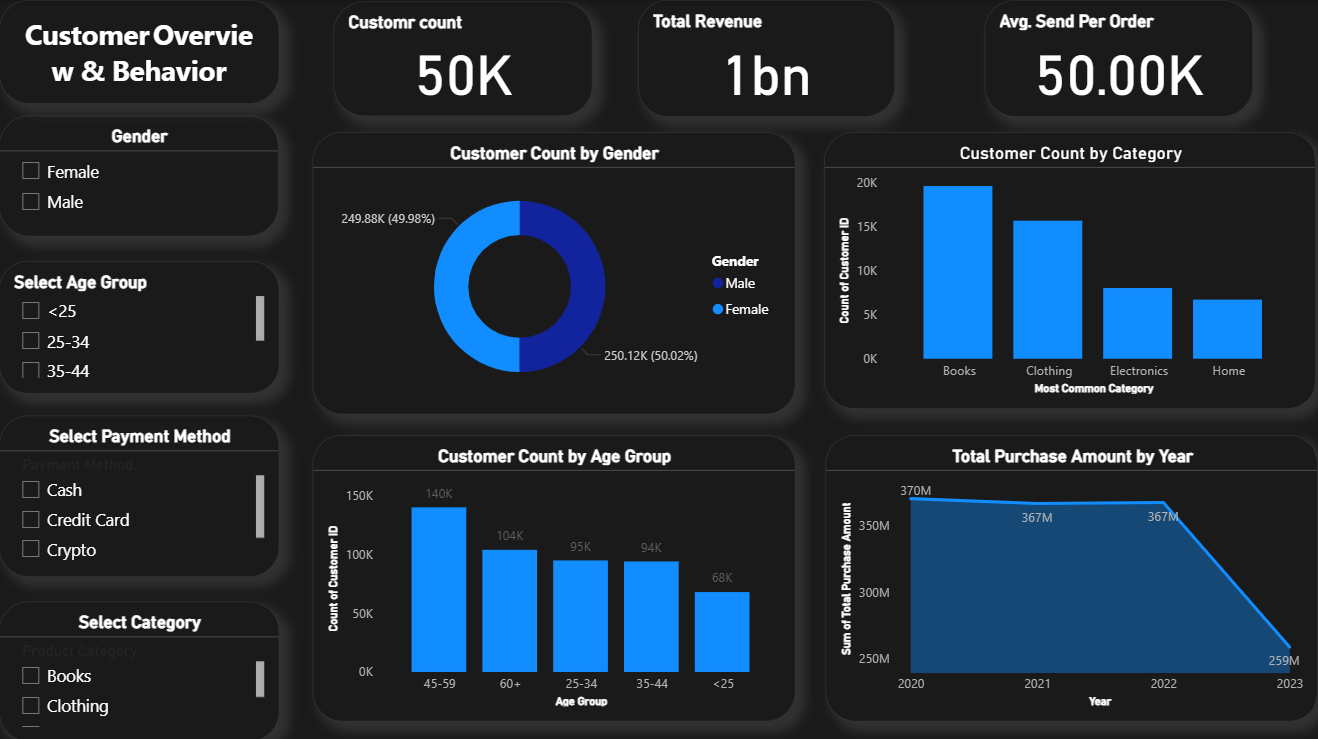 Customer Overvie
w & Behavior
Customr count
50K
Total Revenue
1bn
Avg. Send Per Order
50.00K
Gender
Female
Male
Select Age Group
<25
25-34
35-44
Select Payment Method
Payment Method
Cash
Credit Card
Crypto
Select Category
Product Category
Books
Clothing
Customer Count by Gender
249.88K (49.98%)
250.12K (50.02%)
Gender
Male
Female
Customer Count by Category
Count of Customer ID
20K
15K
10K
5K
0K
Books
Clothing
Electronics
Home
Most Common Category
Customer Count by Age Group
Count of Customer ID
150K
100K
50K
0K
140K
104K
95K
94K
68K
45-59
60+
25-34
35-44
<25
Age Group
Total Purchase Amount by Year
Sum of Total Purchase Amount
350M
300M
250M
370M
367M
367M
259M
2020
2021
2022
2023
Year